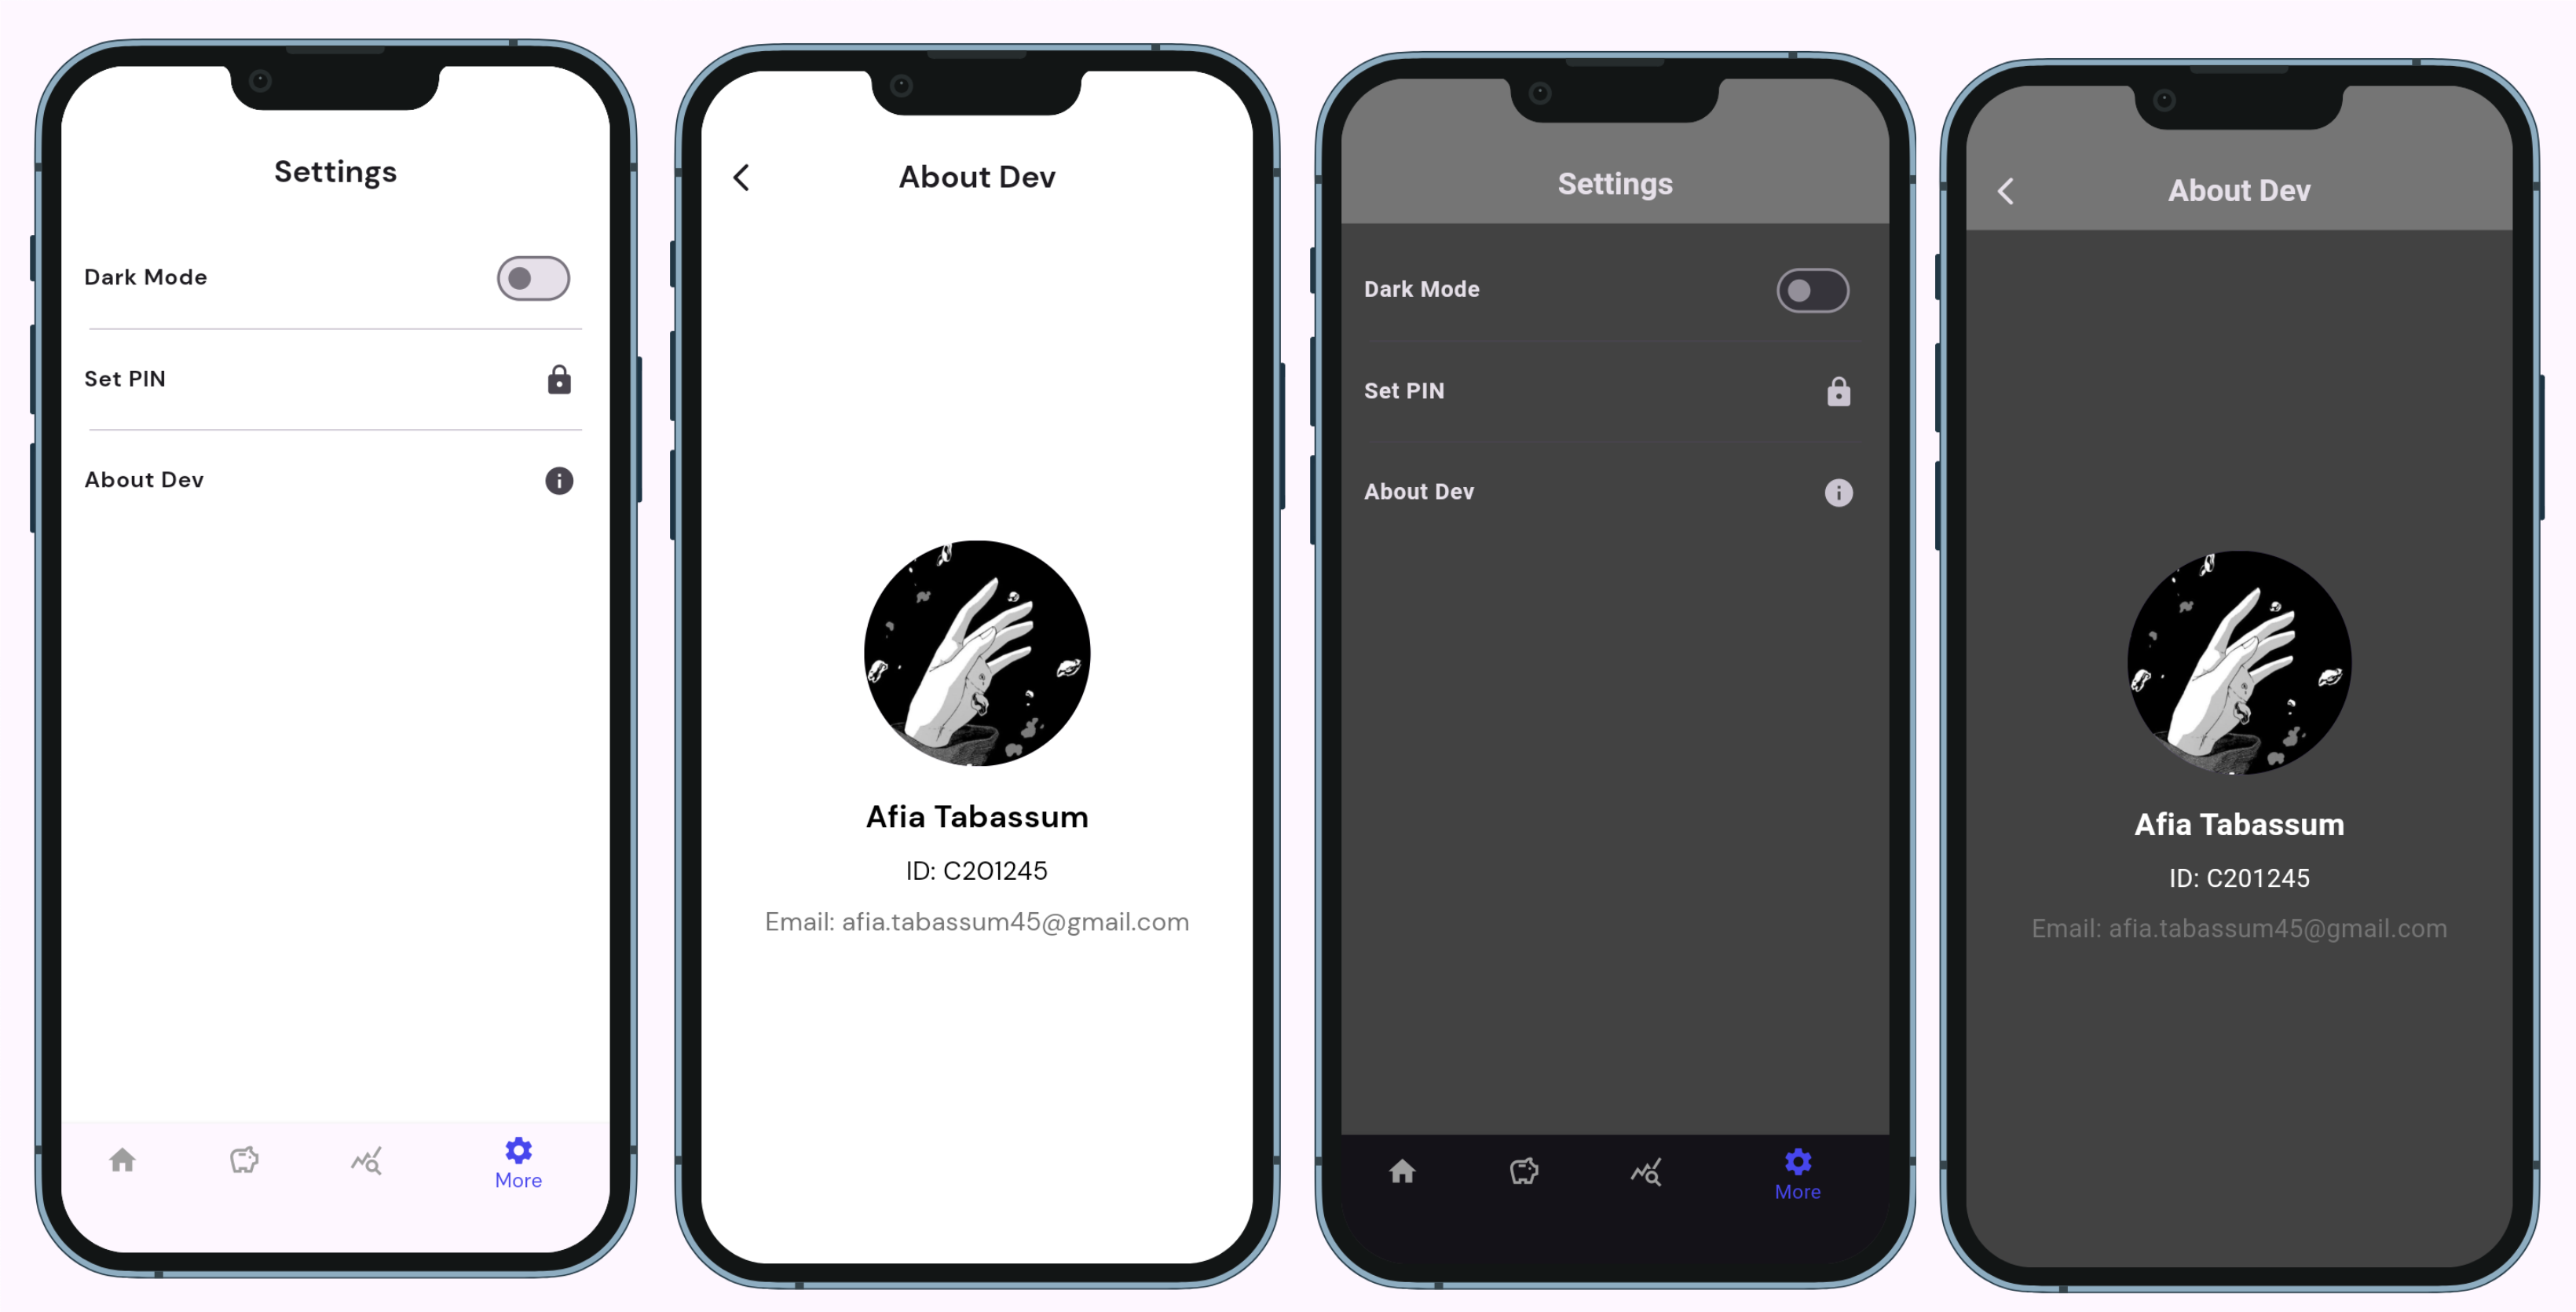 Settings
Dark Mode
Set PIN
About Dev
More
About Dev
Afia Tabassum
ID: C201245
Email: afia.tabassum45@gmail.com
Settings
Dark Mode
Set PIN
About Dev
More
About Dev
Afia Tabassum
ID: C201245
Email: afia.tabassum45@gmail.com